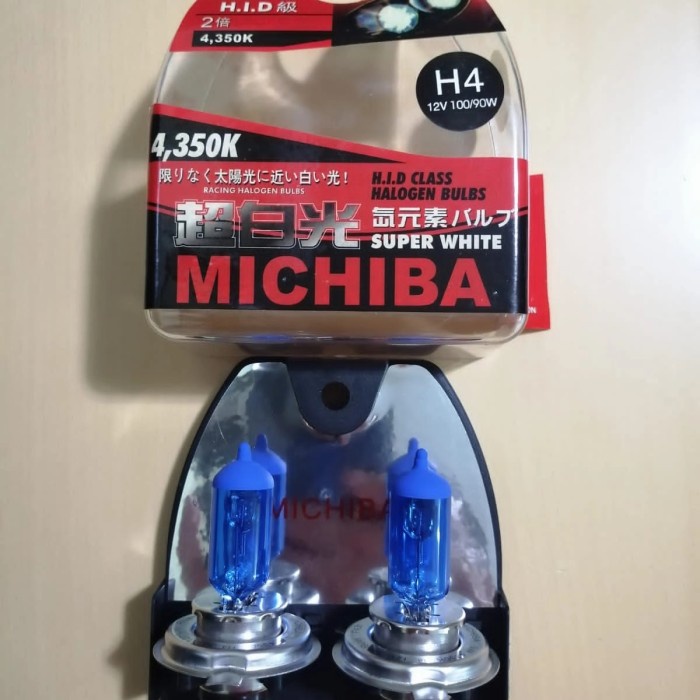 H.I.D 級
2倍
4,350K
H4
12V 100/90W
4,350K
限りなく太陽光に近い白い光!
RACING HALOGEN BULBS
H.I.D CLASS
HALOGEN BULBS
超白光
氙元素バルブ
SUPER WHITE
MICHIBA
MICHIBA